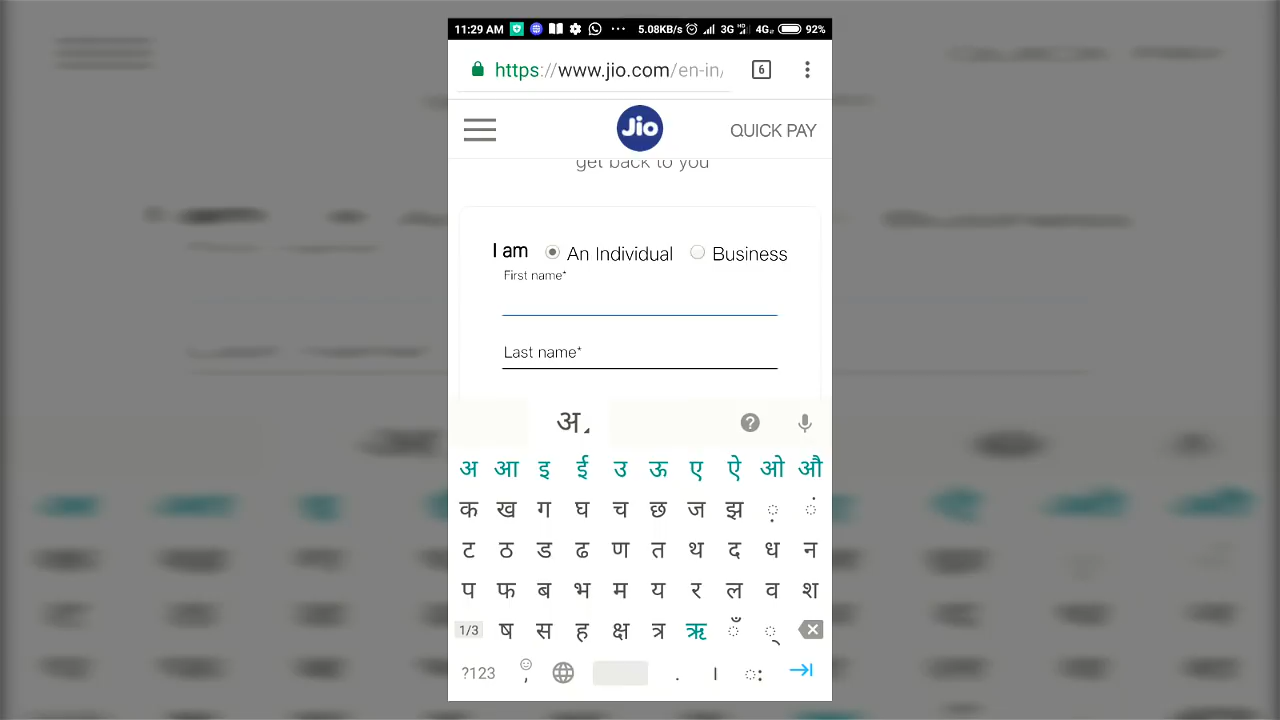 11:29 AM ... 5.08KB/s HD 3G 4G 92%
https://www.jio.com/en-in/ 6
Jio QUICK PAY
get back to you
I am An Individual Business
First name*
Last name*
अ ?
अ आ इ ई उ ऊ ए ऐ ओ औ
क ख ग घ च छ ज झ ़ ं
ट ठ ड ढ ण त थ द ध न
प फ ब भ म य र ल व श
1/3 ष स ह क्ष त्र ऋ ँ ्
?123 , . । ः